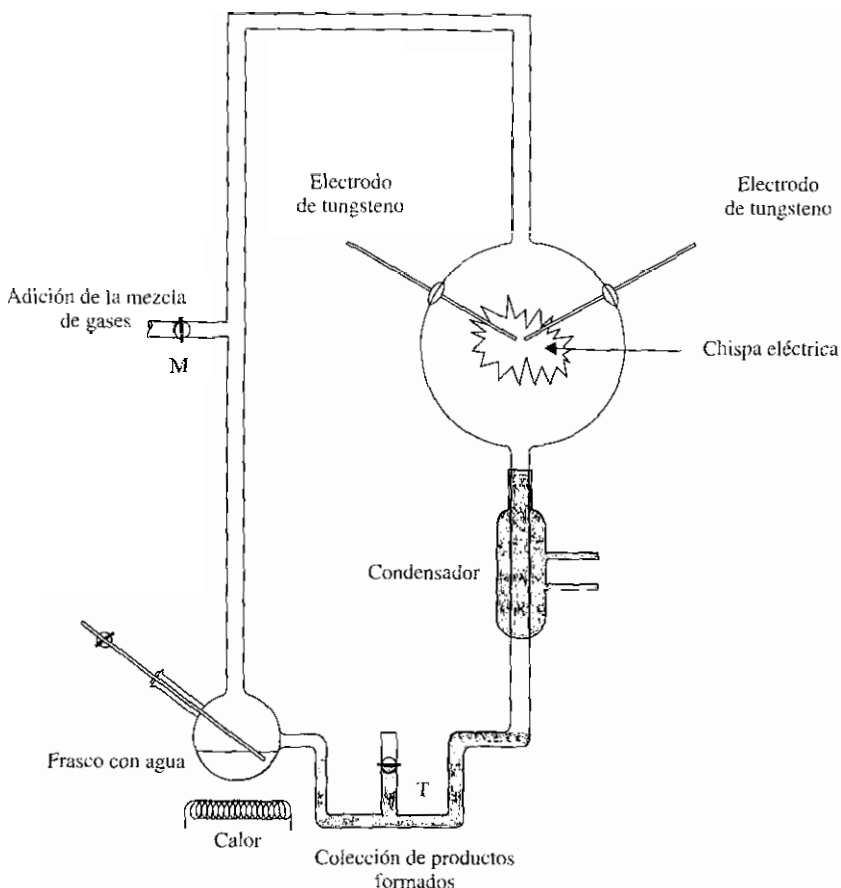 Electrodo
de tungsteno
Electrodo
de tungsteno
Adición de la mezcla
de gases
M
Chispa eléctrica
Condensador
Frasco con agua
T
Calor
Colección de productos
formados